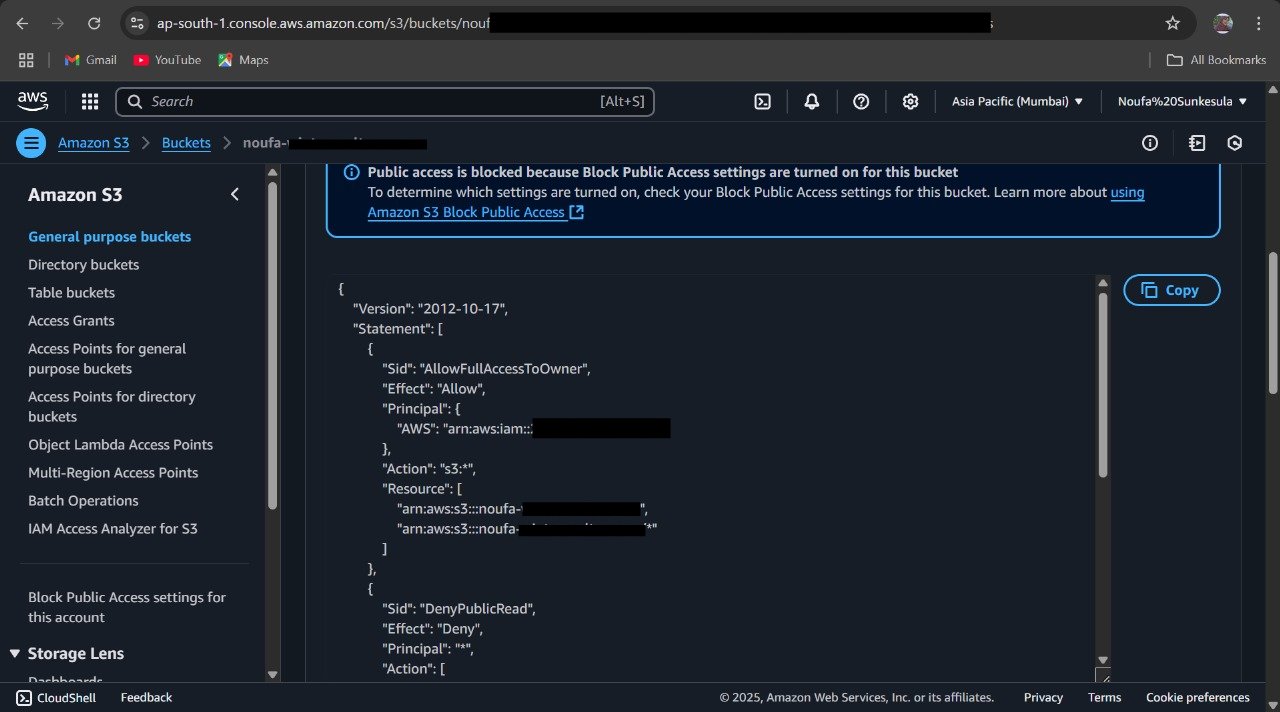 ap-south-1.console.aws.amazon.com/s3/buckets/nouf
Gmail
YouTube
Maps
All Bookmarks
aws
Search
[Alt+S]
Asia Pacific (Mumbai)
Noufa%20Sunkesula
Amazon S3
Buckets
noufa-
Amazon S3
General purpose buckets
Directory buckets
Table buckets
Access Grants
Access Points for general
purpose buckets
Access Points for directory
buckets
Object Lambda Access Points
Multi-Region Access Points
Batch Operations
IAM Access Analyzer for S3
Block Public Access settings for
this account
Storage Lens
Dashboards
Public access is blocked because Block Public Access settings are turned on for this bucket
To determine which settings are turned on, check your Block Public Access settings for this bucket. Learn more about using
Amazon S3 Block Public Access
Copy
{
"Version": "2012-10-17",
"Statement": [
{
"Sid": "AllowFullAccessToOwner",
"Effect": "Allow",
"Principal": {
"AWS": "arn:aws:iam::
},
"Action": "s3:*",
"Resource": [
"arn:aws:s3:::noufa- ",
"arn:aws:s3:::noufa- /*"
]
},
{
"Sid": "DenyPublicRead",
"Effect": "Deny",
"Principal": "*",
"Action": [
CloudShell
Feedback
© 2025, Amazon Web Services, Inc. or its affiliates.
Privacy
Terms
Cookie preferences